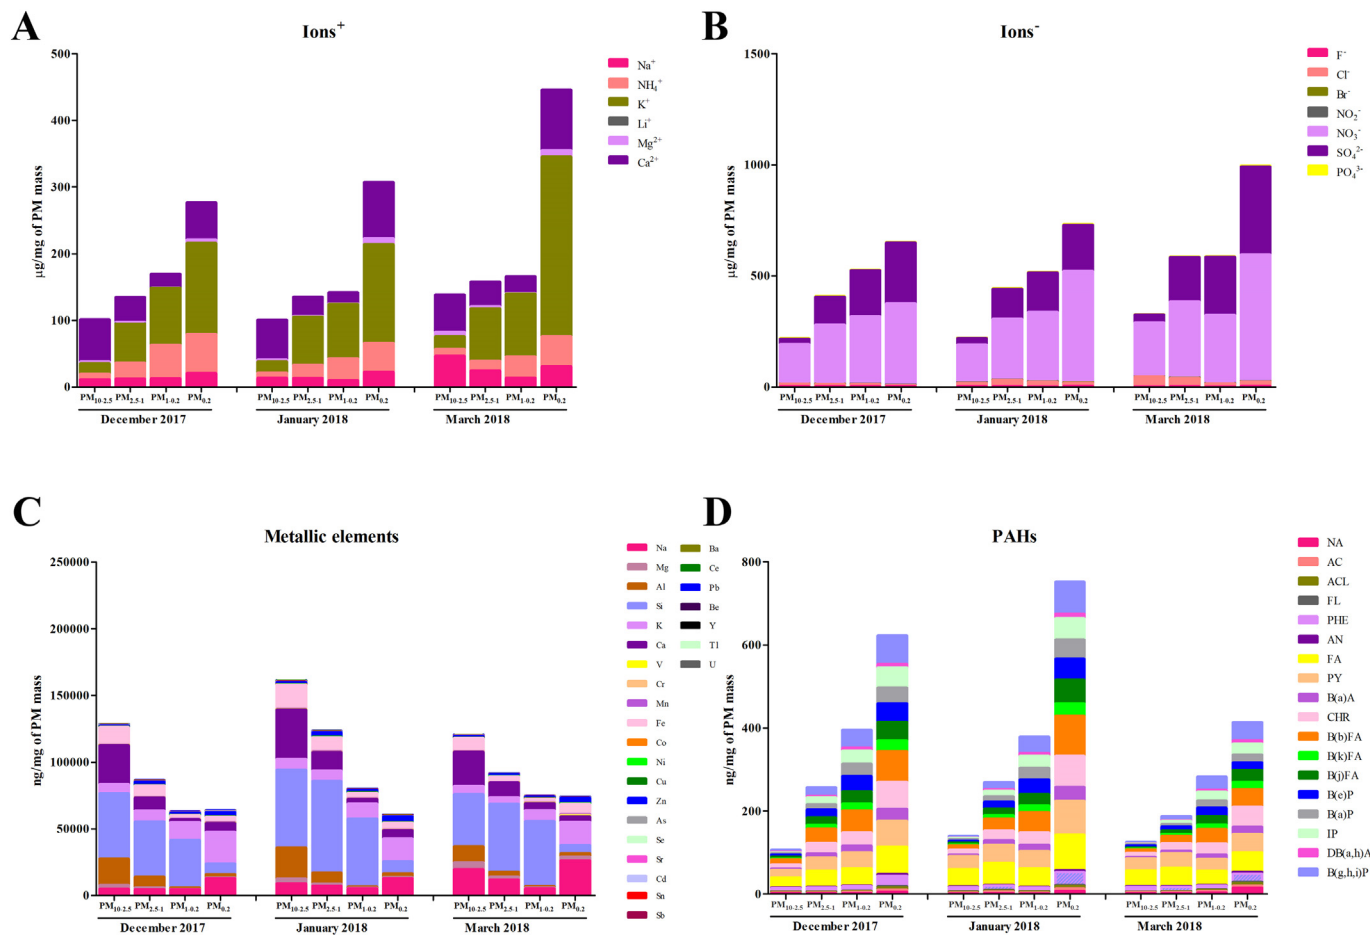 A
Ions⁺
μg/mg of PM mass
500
400
300
200
100
0
PM₁₀₋₂.₅ PM₂.₅₋₁ PM₁₋₀.₂ PM₀.₂ PM₁₀₋₂.₅ PM₂.₅₋₁ PM₁₋₀.₂ PM₀.₂ PM₁₀₋₂.₅ PM₂.₅₋₁ PM₁₋₀.₂ PM₀.₂
December 2017 January 2018 March 2018
Na⁺
NH₄⁺
K⁺
Li⁺
Mg²⁺
Ca²⁺
B
Ions⁻
μg/mg of PM mass
1500
1000
500
0
PM₁₀₋₂.₅ PM₂.₅₋₁ PM₁₋₀.₂ PM₀.₂ PM₁₀₋₂.₅ PM₂.₅₋₁ PM₁₋₀.₂ PM₀.₂ PM₁₀₋₂.₅ PM₂.₅₋₁ PM₁₋₀.₂ PM₀.₂
December 2017 January 2018 March 2018
F⁻
Cl⁻
Br⁻
NO₂⁻
NO₃⁻
SO₄²⁻
PO₄³⁻
C
Metallic elements
ng/mg of PM mass
250000
200000
150000
100000
50000
0
PM₁₀₋₂.₅ PM₂.₅₋₁ PM₁₋₀.₂ PM₀.₂ PM₁₀₋₂.₅ PM₂.₅₋₁ PM₁₋₀.₂ PM₀.₂ PM₁₀₋₂.₅ PM₂.₅₋₁ PM₁₋₀.₂ PM₀.₂
December 2017 January 2018 March 2018
Na
Mg
Al
Si
K
Ca
V
Cr
Mn
Fe
Co
Ni
Cu
Zn
As
Se
Sr
Cd
Sn
Sb
Ba
Ce
Pb
Be
Y
Tl
U
D
PAHs
ng/mg of PM mass
800
600
400
200
0
PM₁₀₋₂.₅ PM₂.₅₋₁ PM₁₋₀.₂ PM₀.₂ PM₁₀₋₂.₅ PM₂.₅₋₁ PM₁₋₀.₂ PM₀.₂ PM₁₀₋₂.₅ PM₂.₅₋₁ PM₁₋₀.₂ PM₀.₂
December 2017 January 2018 March 2018
NA
AC
ACL
FL
PHE
AN
FA
PY
B(a)A
CHR
B(b)FA
B(k)FA
B(j)FA
B(e)P
B(a)P
IP
DB(a,h)A
B(g,h,i)P